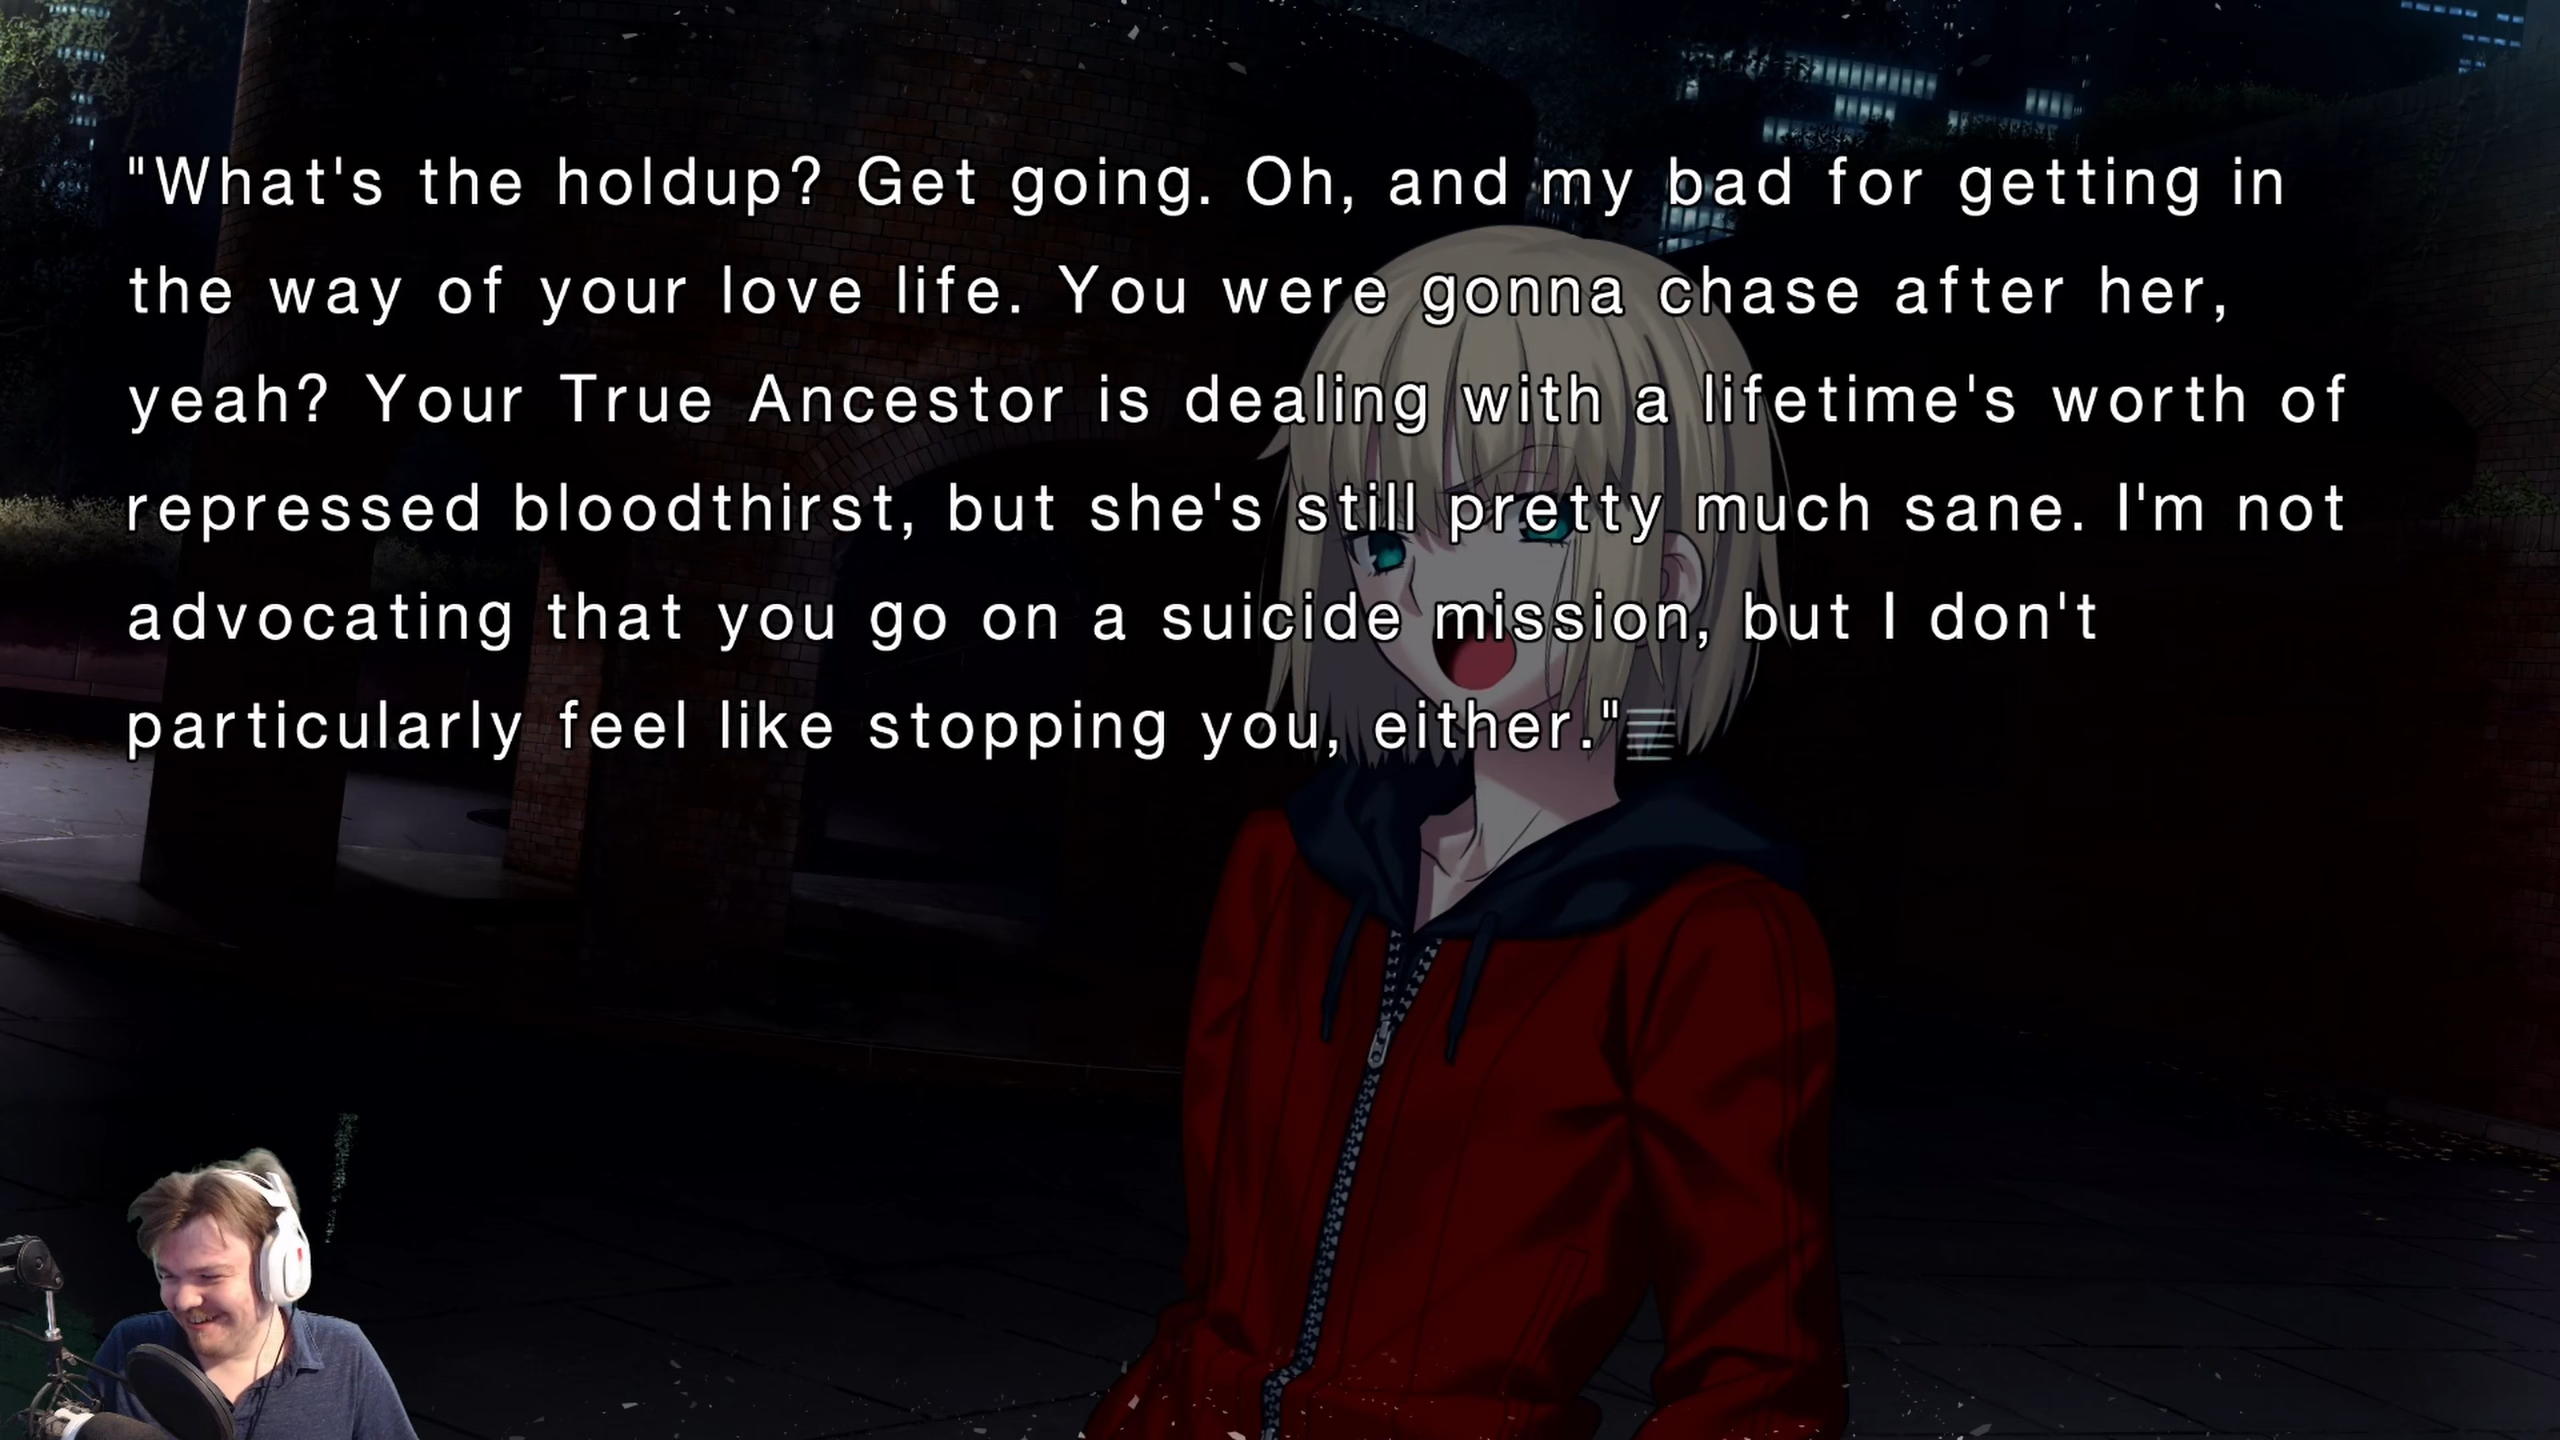 "What's the holdup? Get going. Oh, and my bad for getting in
the way of your love life. You were gonna chase after her,
yeah? Your True Ancestor is dealing with a lifetime's worth of
repressed bloodthirst, but she's still pretty much sane. I'm not
advocating that you go on a suicide mission, but I don't
particularly feel like stopping you, either."